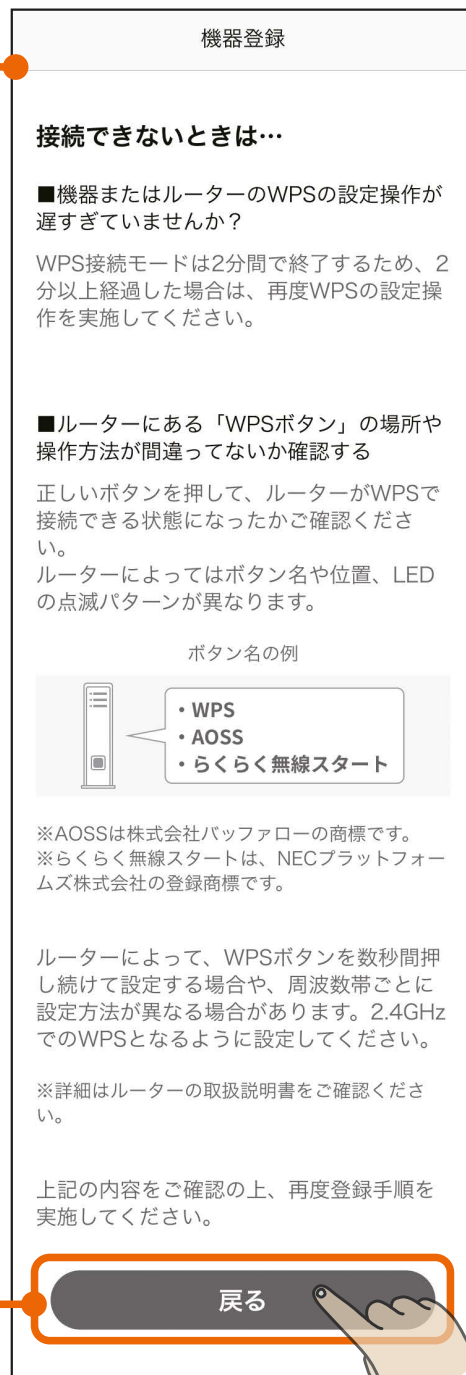 機器登録
接続できないときは…
■機器またはルーターのWPSの設定操作が
遅すぎていませんか？
WPS接続モードは2分間で終了するため、2
分以上経過した場合は、再度WPSの設定操
作を実施してください。
■ルーターにある「WPSボタン」の場所や
操作方法が間違ってないか確認する
正しいボタンを押して、ルーターがWPSで
接続できる状態になったかご確認くださ
い。
ルーターによってはボタン名や位置、LED
の点滅パターンが異なります。
ボタン名の例
・WPS
・AOSS
・らくらく無線スタート
※AOSSは株式会社バッファローの商標です。
※らくらく無線スタートは、NECプラットフォー
ムズ株式会社の登録商標です。
ルーターによって、WPSボタンを数秒間押
し続けて設定する場合や、周波数帯ごとに
設定方法が異なる場合があります。2.4GHz
でのWPSとなるように設定してください。
※詳細はルーターの取扱説明書をご確認くださ
い。
上記の内容をご確認の上、再度登録手順を
実施してください。
戻る